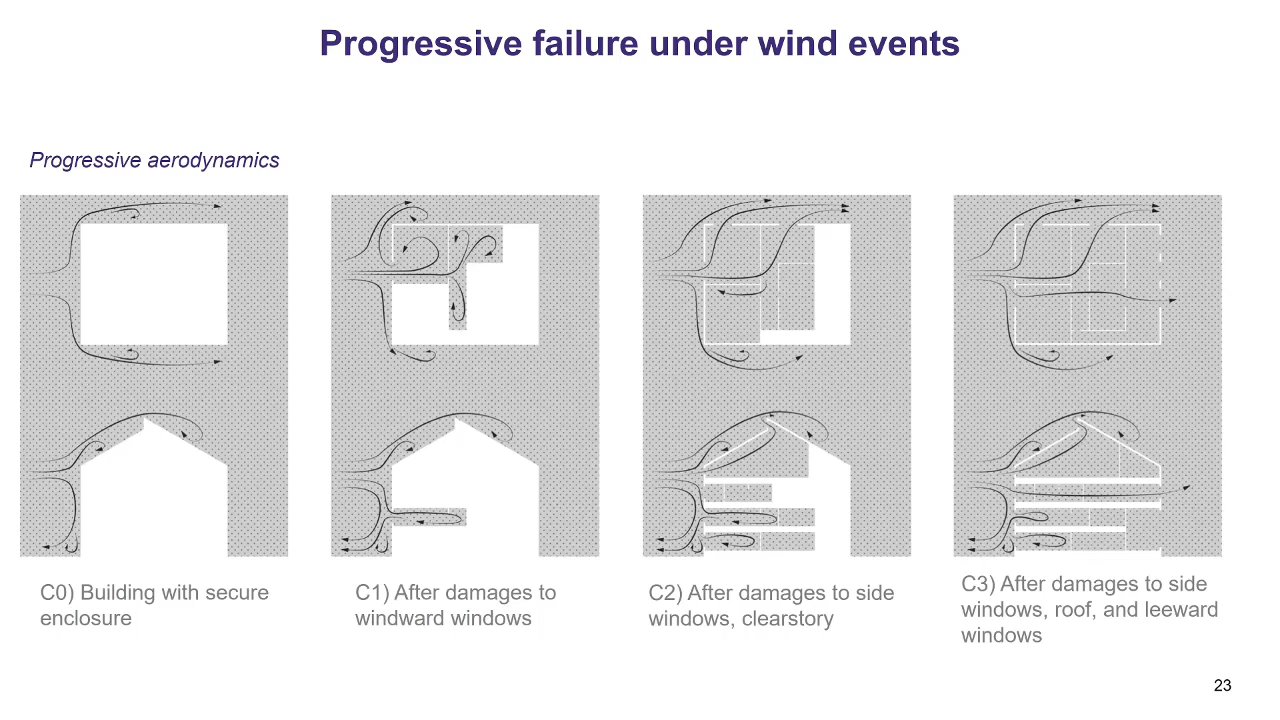 Progressive failure under wind events
Progressive aerodynamics
C0) Building with secure
enclosure
C1) After damages to
windward windows
C2) After damages to side
windows, clearstory
C3) After damages to side
windows, roof, and leeward
windows
23